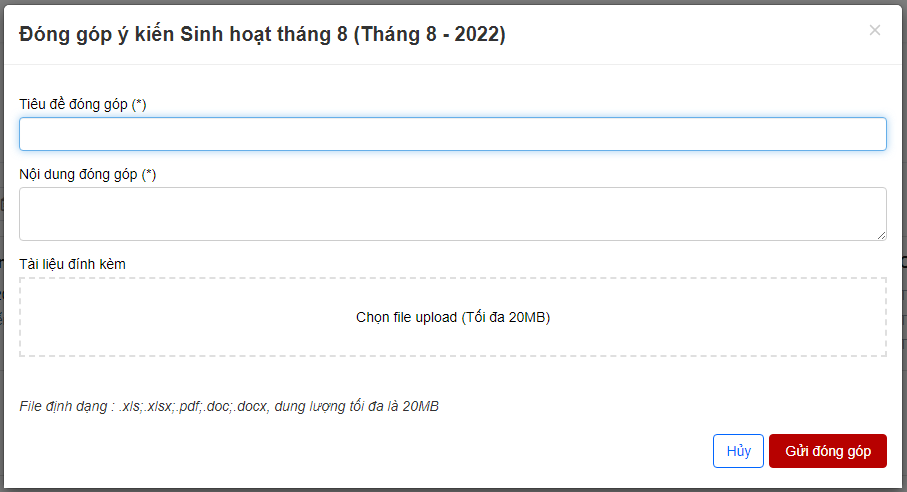 Đóng góp ý kiến Sinh hoạt tháng 8 (Tháng 8 - 2022)
×
Tiêu đề đóng góp (*)
Nội dung đóng góp (*)
Tài liệu đính kèm
Chọn file upload (Tối đa 20MB)
File định dạng : .xls;.xlsx;.pdf;.doc;.docx, dung lượng tối đa là 20MB
Hủy
Gửi đóng góp